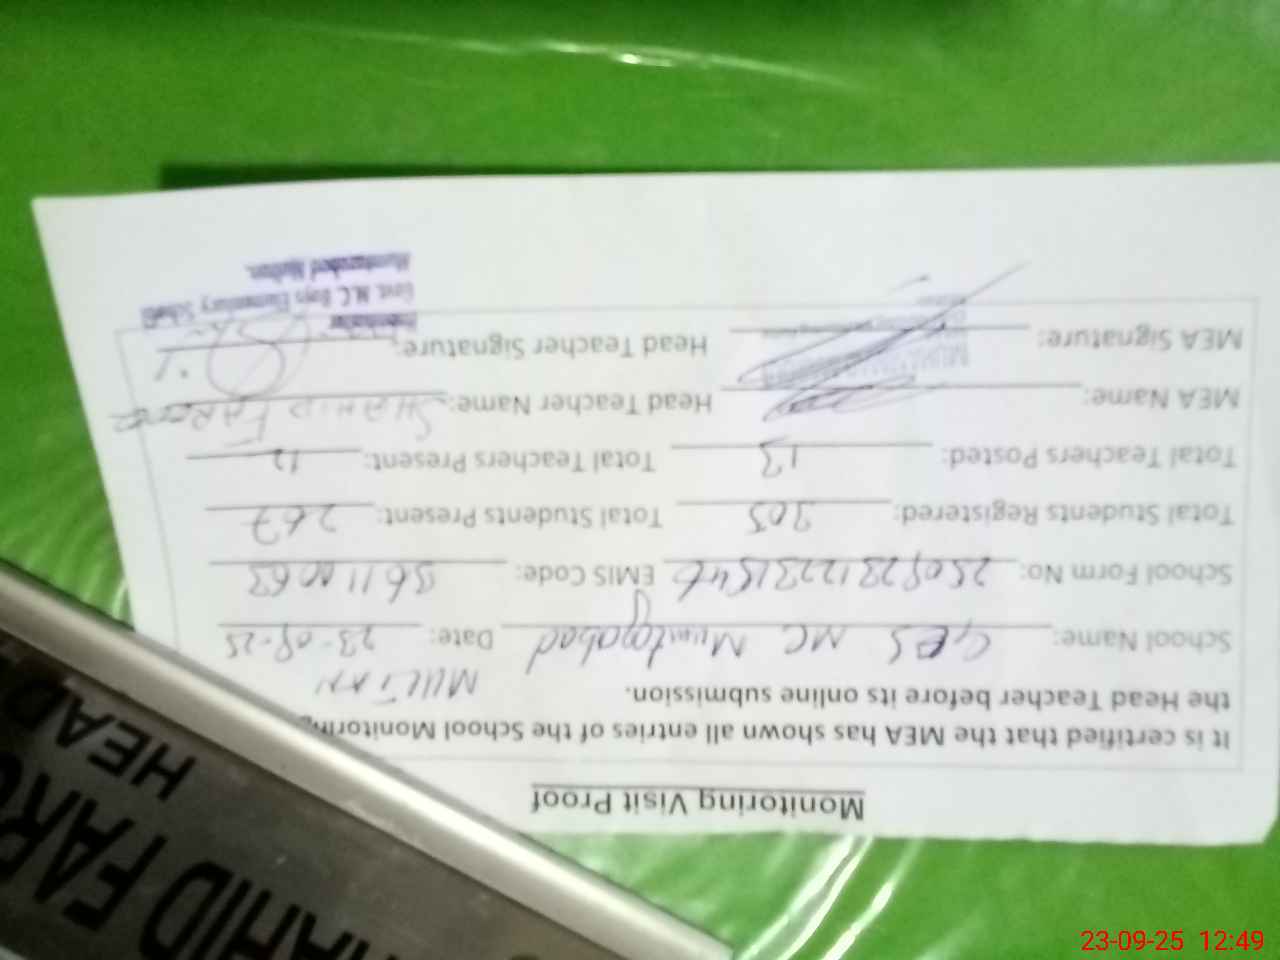 Monitoring Visit Proof
It is certified that the MEA has shown all entries of the School Monitoring
the Head Teacher before its online submission.
MULTAN
School Name: GES MC Mumtazabad Date: 23-09-25
School Form No: EMIS Code:
Total Students Registered: 305 Total Students Present: 267
Total Teachers Posted: 13 Total Teachers Present: 12
MEA Name: Head Teacher Name: SHAHID FAROOQ
MEA Signature: Head Teacher Signature:
Headmaster
Govt. M.C. Boys Elementary School
Mumtazabad Multan.
HAHID FARO
HEAD
23-09-25 12:49